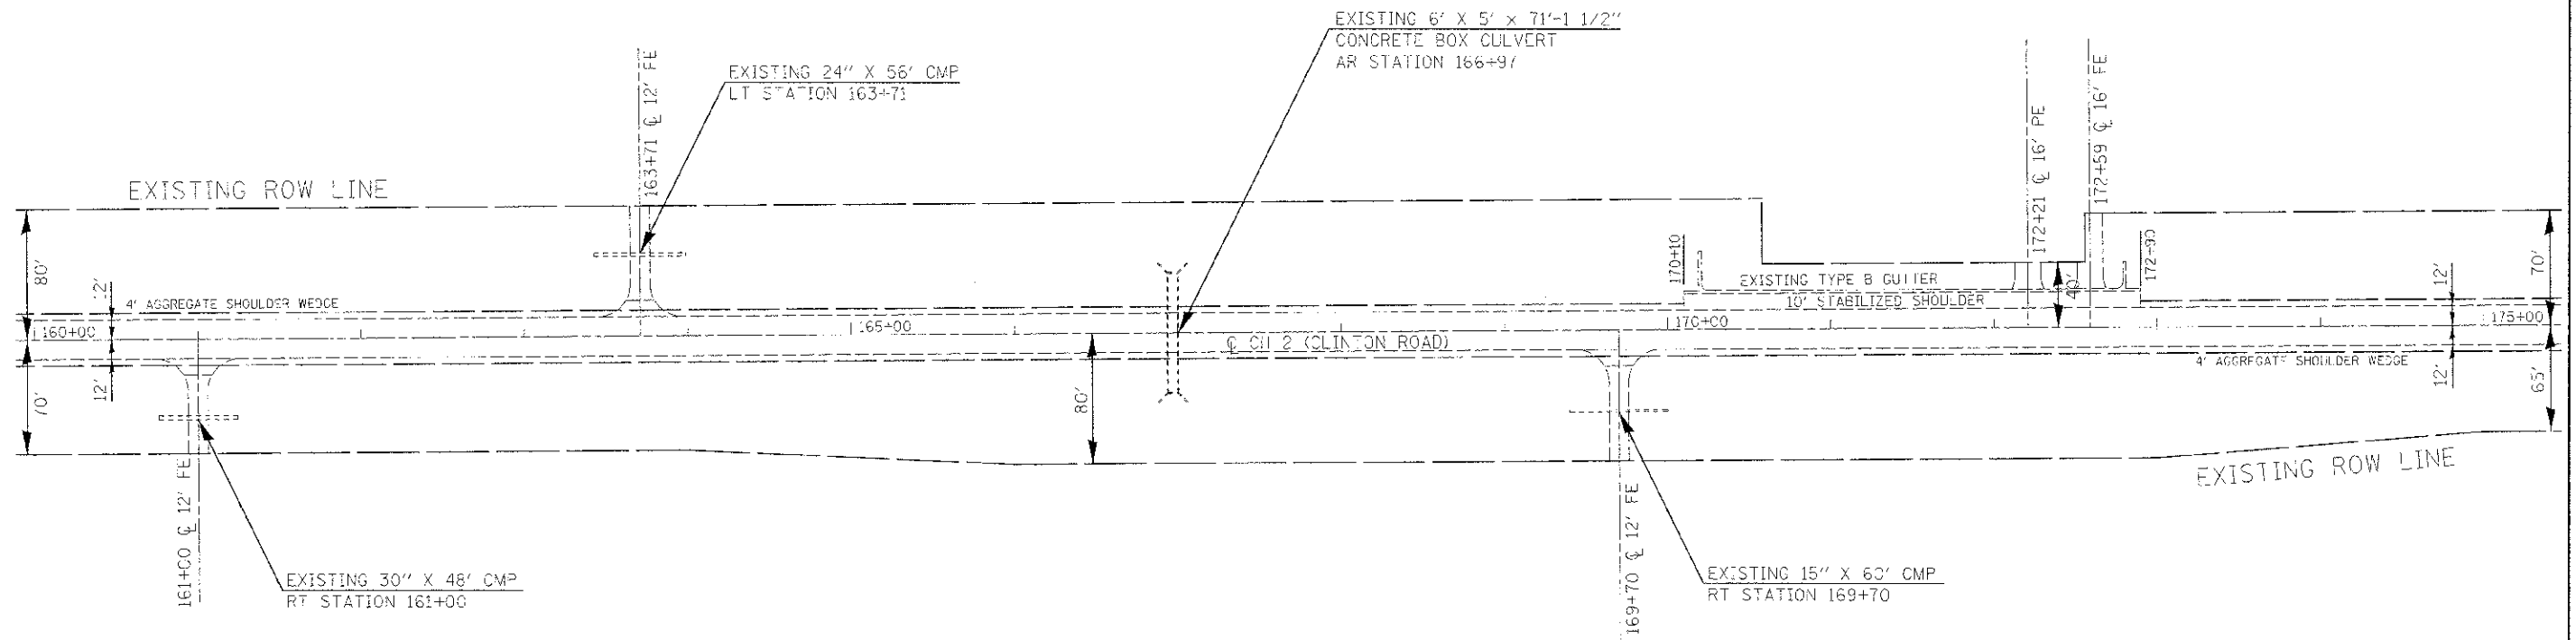 EXISTING 6' X 5' x 71'-1 1/2"
CONCRETE BOX CULVERT
AR STATION 166+97
EXISTING 24" X 56' CMP
LT STATION 163+71
163+71 ℄ 12' FE
172+21 ℄ 16' PE
172+59 ℄ 16' FE
EXISTING ROW LINE
170+10
172+90
EXISTING TYPE B GUTTER
10' STABILIZED SHOULDER
40'
80'
12'
4' AGGREGATE SHOULDER WEDGE
70'
12'
160+00
165+00
170+00
175+00
℄ CH 2 (CLINTON ROAD)
4' AGGREGATE SHOULDER WEDGE
70'
12'
80'
12'
65'
EXISTING ROW LINE
161+00 ℄ 12' FE
169+70 ℄ 12' FE
EXISTING 30" X 48' CMP
RT STATION 161+00
EXISTING 15" X 60' CMP
RT STATION 169+70